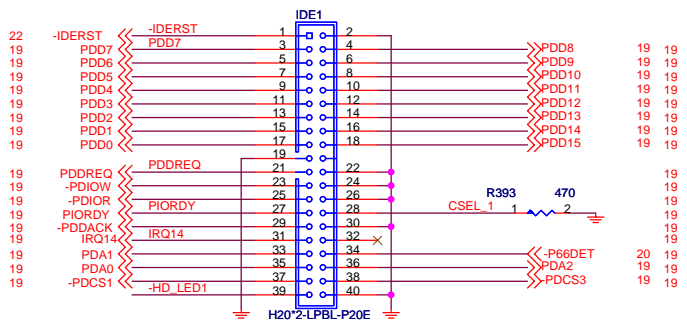 IDE1
22 -IDERST -IDERST 1 2
19 PDD7 PDD7 3 4 PDD8 19 19
19 PDD6 5 6 PDD9 19 19
19 PDD5 7 8 PDD10 19 19
19 PDD4 9 10 PDD11 19 19
19 PDD3 11 12 PDD12 19 19
19 PDD2 13 14 PDD13 19 19
19 PDD1 15 16 PDD14 19 19
19 PDD0 17 18 PDD15 19 19
19
19 PDDREQ PDDREQ 21 22 19
19 -PDIOW 23 24 19
19 -PDIOR 25 26 R393 470 19
19 PIORDY PIORDY 27 28 CSEL_1 1 2 19
19 -PDDACK 29 30 19
19 IRQ14 IRQ14 31 32 19
19 PDA1 33 34 -P66DET 20 19
19 PDA0 35 36 PDA2 19 19
19 -PDCS1 37 38 -PDCS3 19 19
-HD_LED1 39 40
H20*2-LPBL-P20E